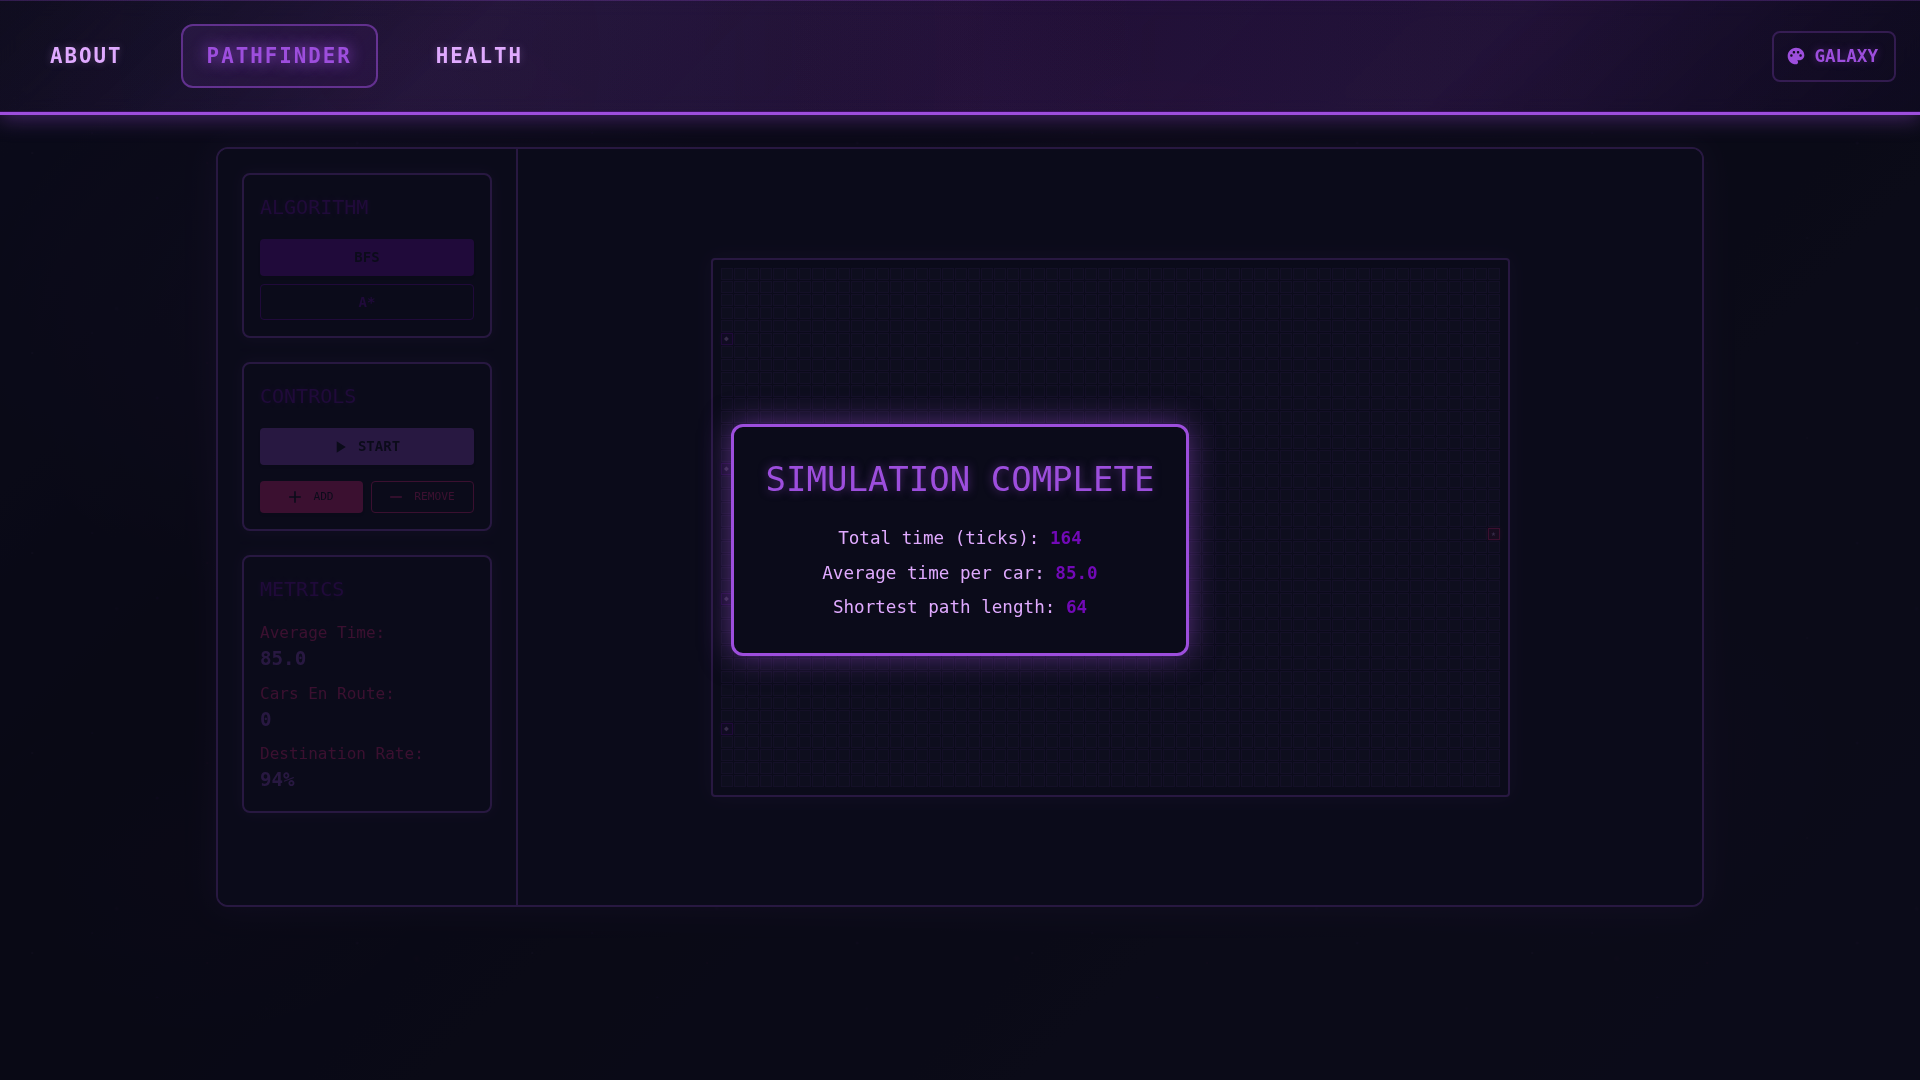 ABOUT
PATHFINDER
HEALTH
GALAXY
ALGORITHM
BFS
A*
CONTROLS
START
ADD
REMOVE
METRICS
Average Time:
85.0
Cars En Route:
0
Destination Rate:
94%
SIMULATION COMPLETE
Total time (ticks): 164
Average time per car: 85.0
Shortest path length: 64